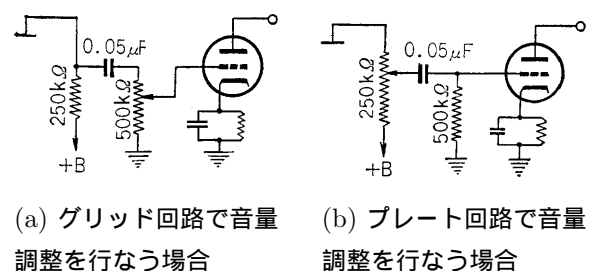 0.05μF
250kΩ
500kΩ
+B
0.05μF
250kΩ
500kΩ
+B
(a) グリッド回路で音量
調整を行なう場合
(b) プレート回路で音量
調整を行なう場合